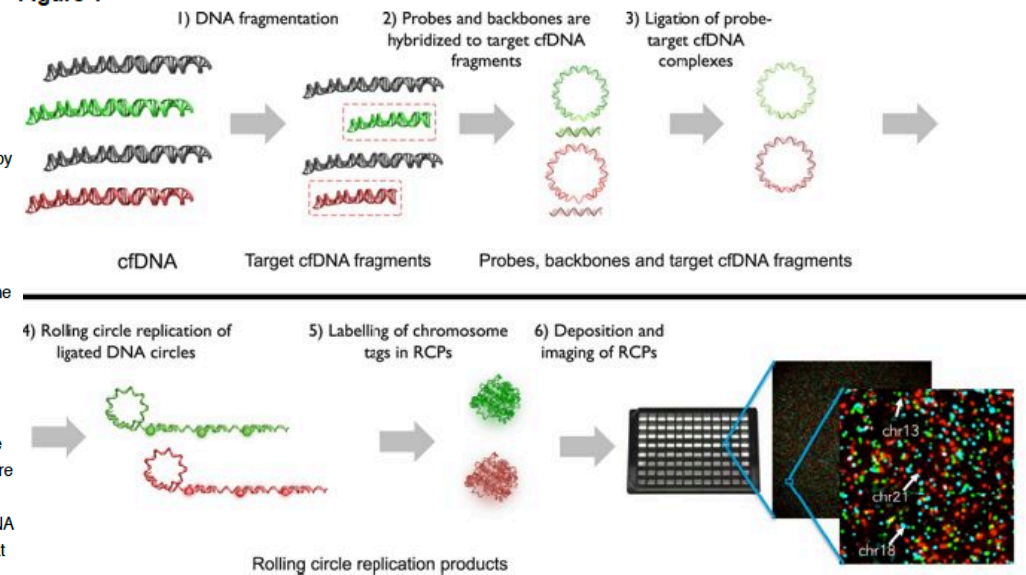 1) DNA fragmentation
2) Probes and backbones are
hybridized to target cfDNA
fragments
3) Ligation of probe-
target cfDNA
complexes
cfDNA
Target cfDNA fragments
Probes, backbones and target cfDNA fragments
4) Rolling circle replication of
ligated DNA circles
5) Labelling of chromosome
tags in RCPs
6) Deposition and
imaging of RCPs
chr13
chr21
chr18
Rolling circle replication products